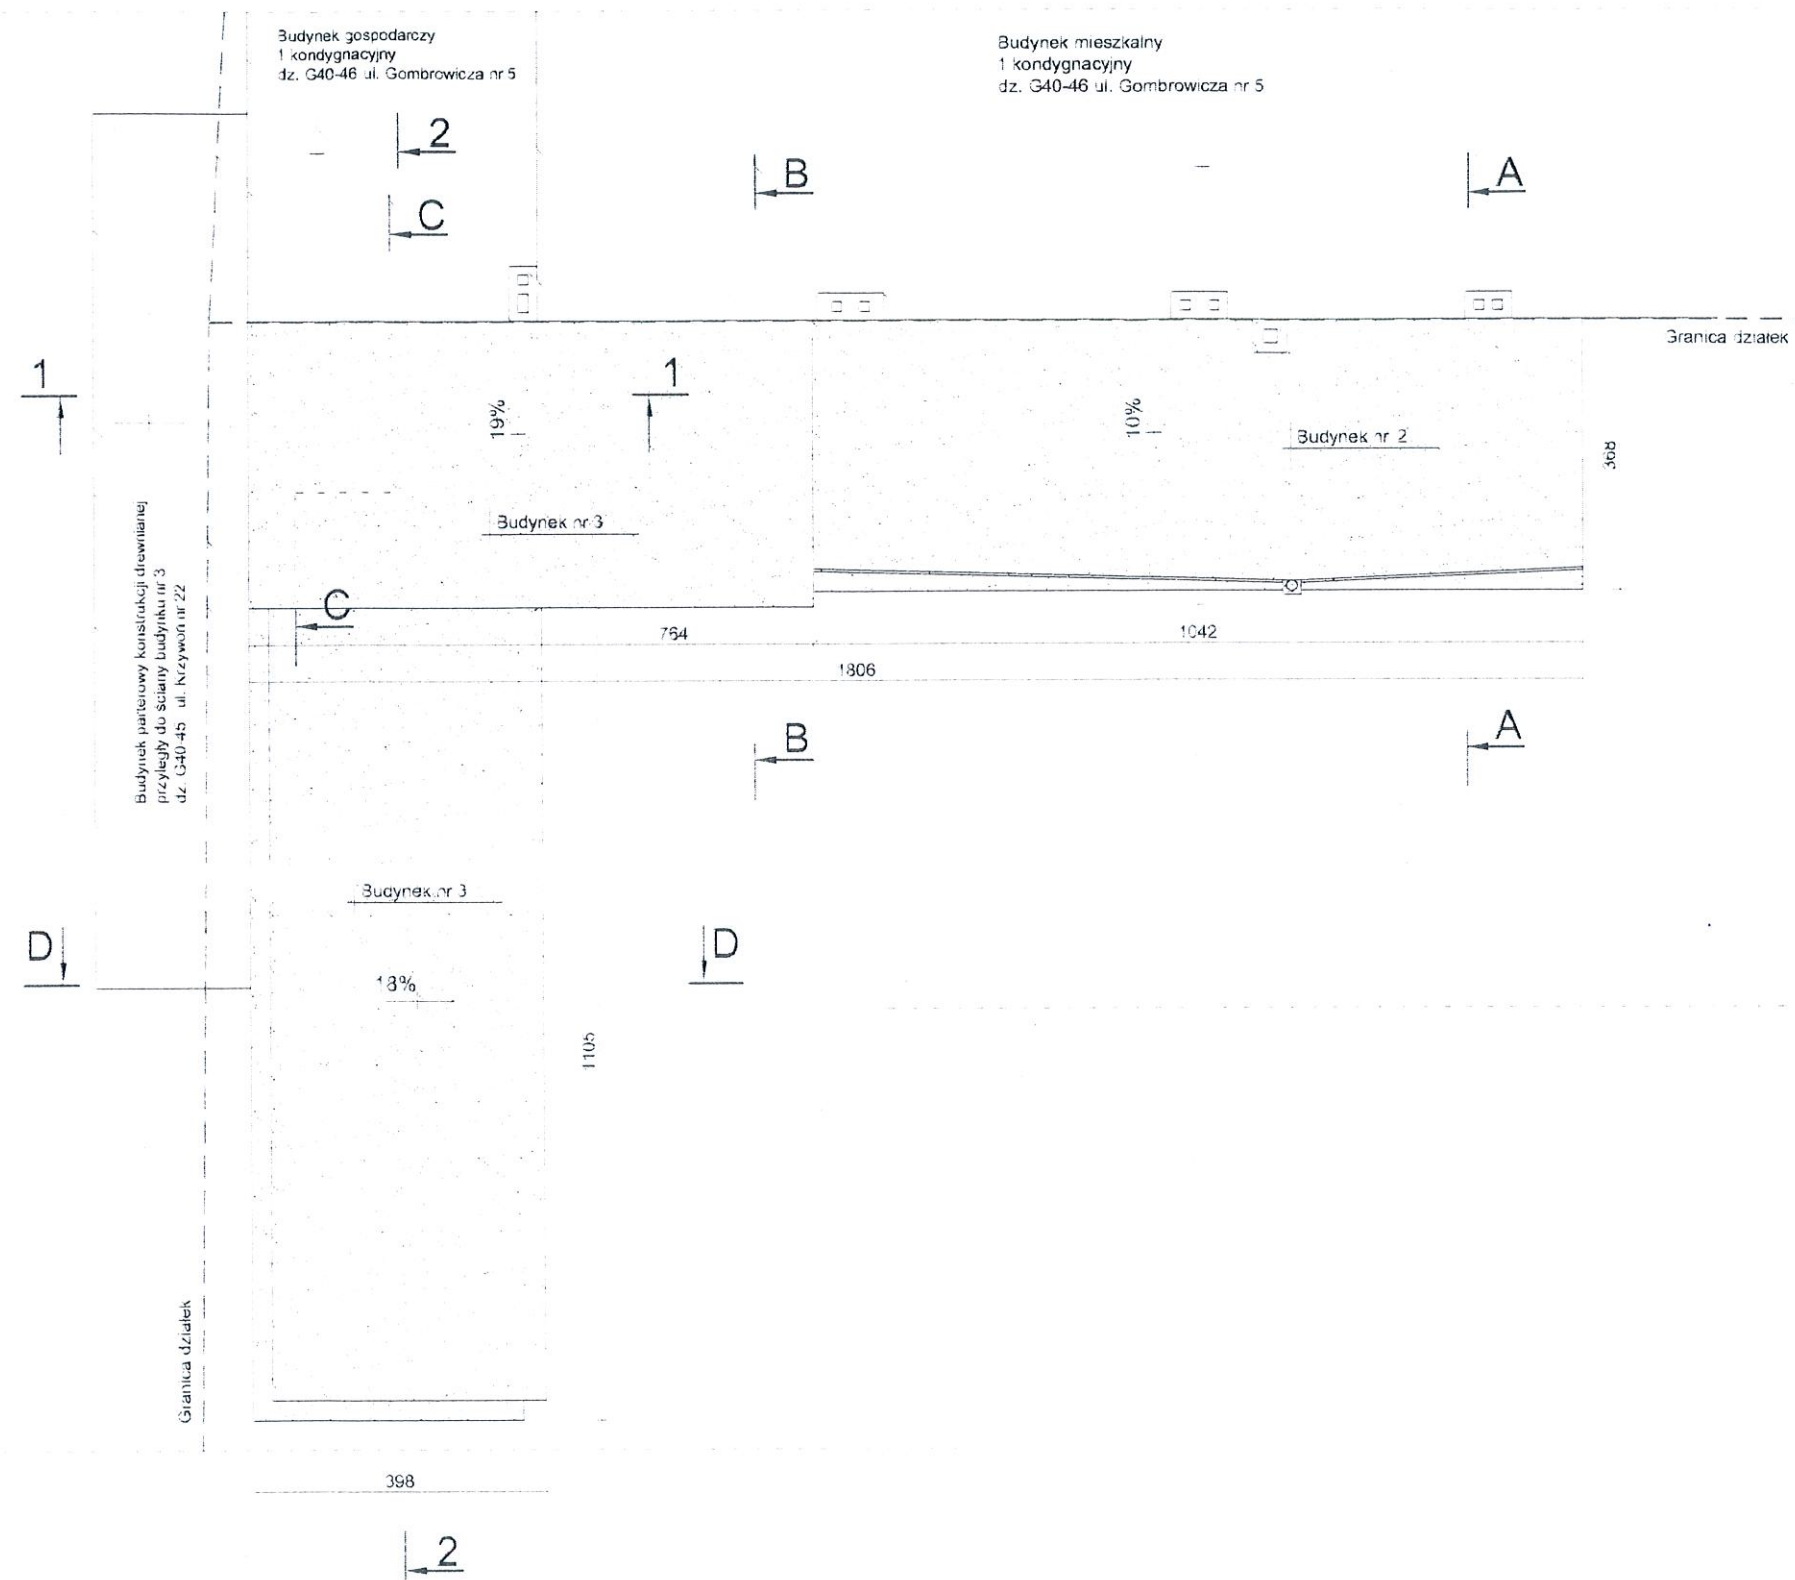 Budynek gospodarczy
1 kondygnacyjny
dz. G40-46 ul. Gombrowicza nr 5
Budynek mieszkalny
1 kondygnacyjny
dz. G40-46 ul. Gombrowicza nr 5
2
B
A
C
Granica działek
1
1
19%
10%
Budynek nr 2
368
Budynek nr 3
Budynek parterowy konstrukcji drewnianej
przyległy do ściany budynku nr 3
dz. G40-45 ul. Krzywoń nr 22
C
764
1042
1806
B
A
Budynek nr 3
D
D
18%
1105
Granica działek
398
2